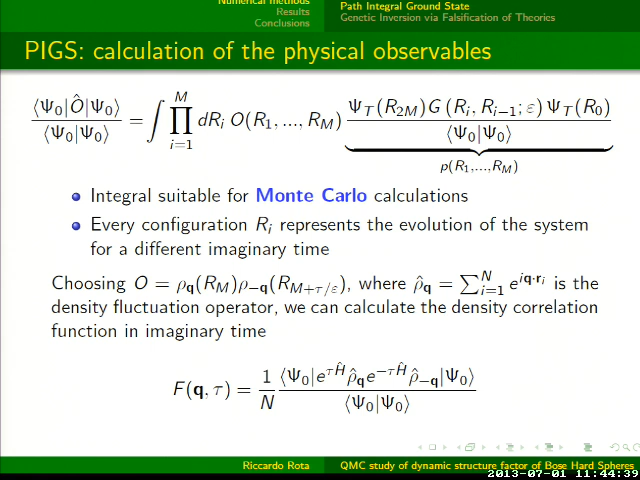 Numerical methods
Results
Conclusions
Path Integral Ground State
Genetic Inversion via Falsification of Theories
PIGS: calculation of the physical observables
⟨Ψ₀|Ô|Ψ₀⟩ / ⟨Ψ₀|Ψ₀⟩ = ∫ ∏_{i=1}^{M} dR_i O(R₁, ..., R_M) Ψ_T(R_{2M}) G (R_i, R_{i−1}; ε) Ψ_T(R₀) / ⟨Ψ₀|Ψ₀⟩
p(R₁,...,R_M)
Integral suitable for Monte Carlo calculations
Every configuration R_i represents the evolution of the system
for a different imaginary time
Choosing O = ρ_q(R_M)ρ_{−q}(R_{M+τ/ε}), where ρ̂_q = ∑_{i=1}^{N} e^{iq·r_i} is the
density fluctuation operator, we can calculate the density correlation
function in imaginary time
F(q, τ) = 1/N ⟨Ψ₀|e^{τĤ}ρ̂_q e^{−τĤ}ρ̂_{−q}|Ψ₀⟩ / ⟨Ψ₀|Ψ₀⟩
Riccardo Rota
QMC study of dynamic structure factor of Bose Hard Spheres
2013-07-01 11:44:39